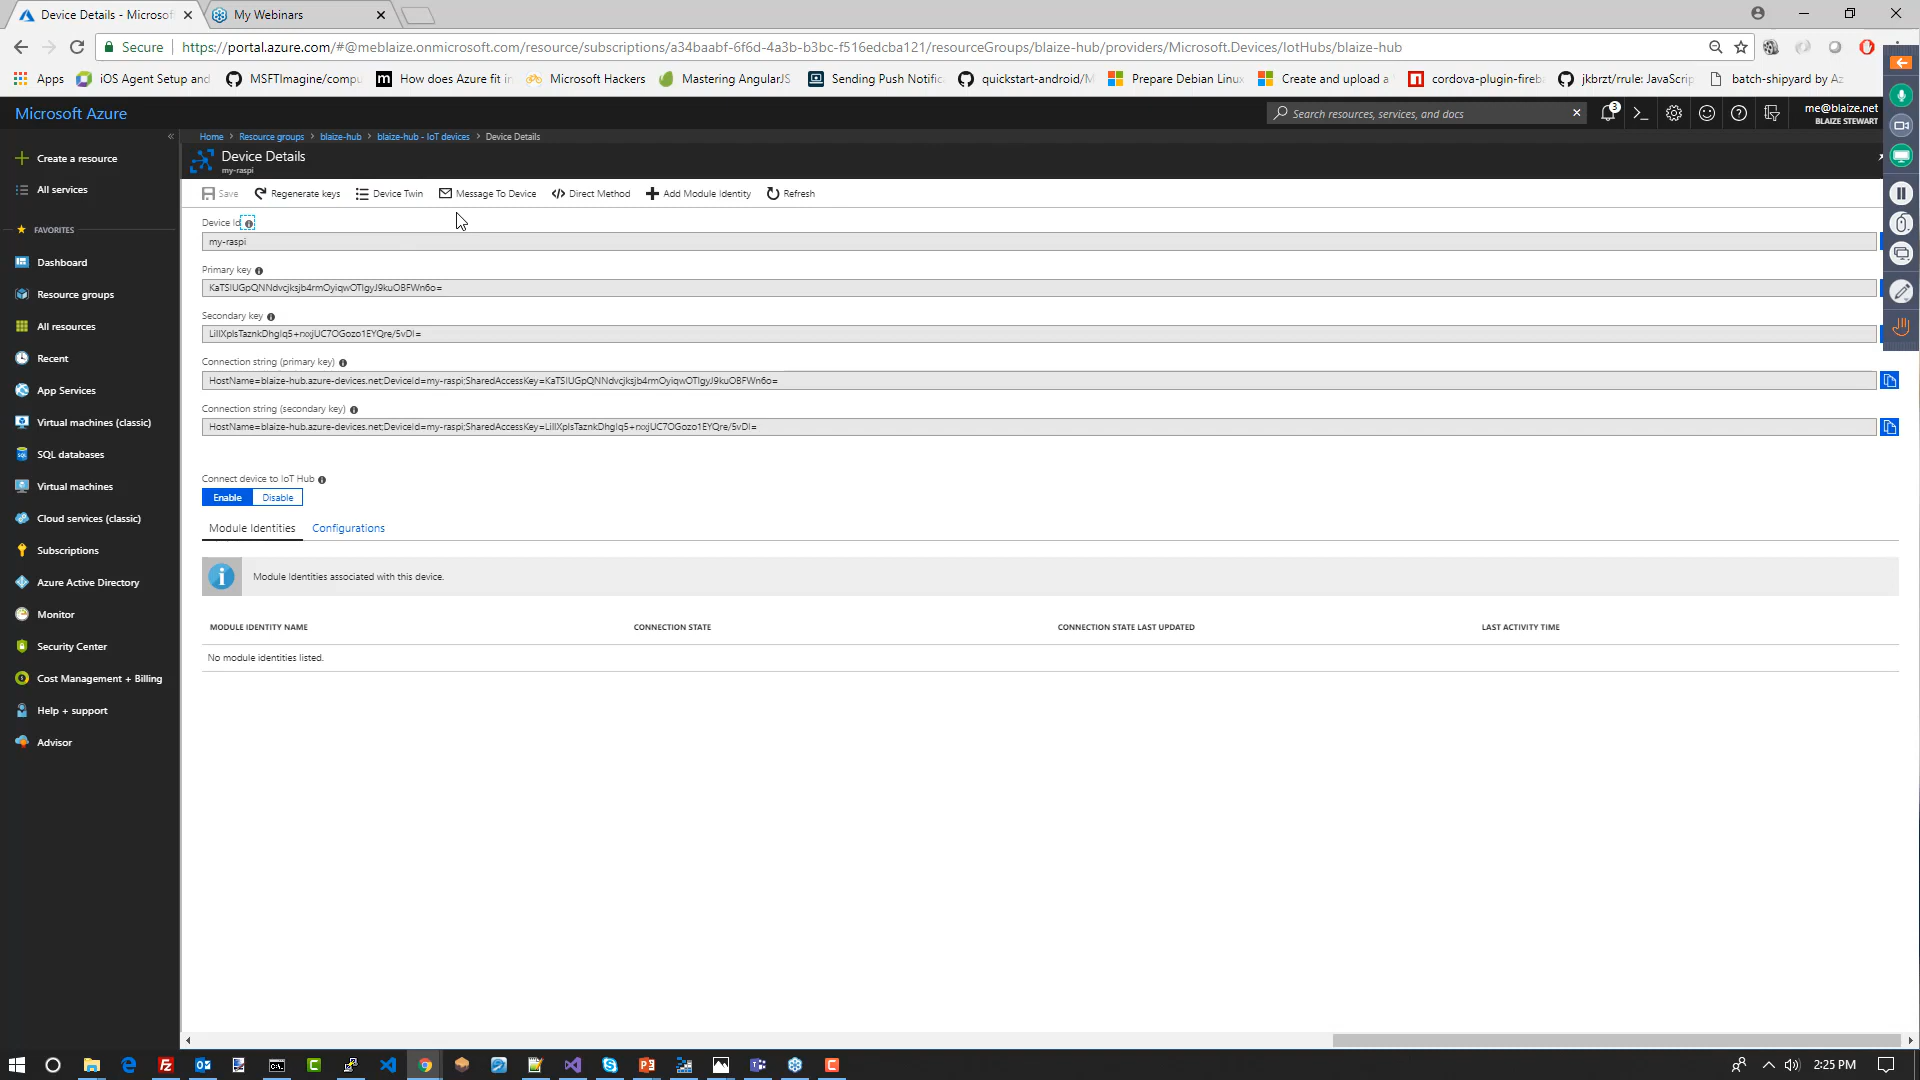 Device Details - Microsof
My Webinars
Secure
https://portal.azure.com/#@meblaize.onmicrosoft.com/resource/subscriptions/a34baabf-6f6d-4a3b-b3bc-f516edcba121/resourceGroups/blaize-hub/providers/Microsoft.Devices/IotHubs/blaize-hub
Apps
iOS Agent Setup and
MSFTImagine/compu
How does Azure fit in
Microsoft Hackers
Mastering AngularJS
Sending Push Notific
quickstart-android/M
Prepare Debian Linux
Create and upload a
cordova-plugin-fireb
jkbrzt/rrule: JavaScrip
batch-shipyard by Az
Microsoft Azure
Search resources, services, and docs
3
me@blaize.net
BLAIZE STEWART
Home > Resource groups > blaize-hub > blaize-hub - IoT devices > Device Details
Device Details
my-raspi
Create a resource
All services
FAVORITES
Dashboard
Resource groups
All resources
Recent
App Services
Virtual machines (classic)
SQL databases
Virtual machines
Cloud services (classic)
Subscriptions
Azure Active Directory
Monitor
Security Center
Cost Management + Billing
Help + support
Advisor
Save
Regenerate keys
Device Twin
Message To Device
Direct Method
Add Module Identity
Refresh
Device Id
my-raspi
Primary key
Secondary key
Connection string (primary key)
Connection string (secondary key)
Connect device to IoT Hub
Enable
Disable
Module Identities
Configurations
Module Identities associated with this device.
MODULE IDENTITY NAME
CONNECTION STATE
CONNECTION STATE LAST UPDATED
LAST ACTIVITY TIME
No module identities listed.
2:25 PM